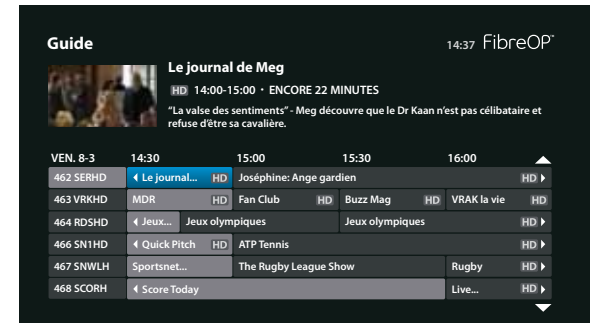 Guide
14:37 FibreOP™
Le journal de Meg
HD 14:00-15:00 · ENCORE 22 MINUTES
“La valse des sentiments” - Meg découvre que le Dr Kaan n’est pas célibataire et
refuse d’être sa cavalière.
VEN. 8-3 14:30 15:00 15:30 16:00
462 SERHD Le journal... HD Joséphine: Ange gardien HD
463 VRKHD MDR HD Fan Club HD Buzz Mag HD VRAK la vie HD
464 RDSHD Jeux... Jeux olympiques Jeux olympiques HD
466 SN1HD Quick Pitch HD ATP Tennis HD
467 SNWLH Sportsnet... The Rugby League Show Rugby HD
468 SCORH Score Today Live... HD